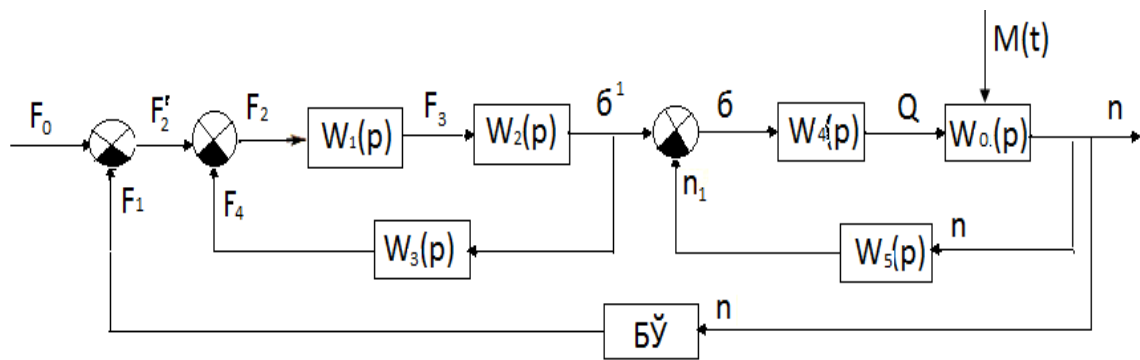 M(t)
F₀
F₂'
F₂
W₁(p)
F₃
W₂(p)
б¹
б
W₄(p)
Q
W₀.(p)
n
F₁
F₄
W₃(p)
n₁
W₅(p)
n
БЎ
n